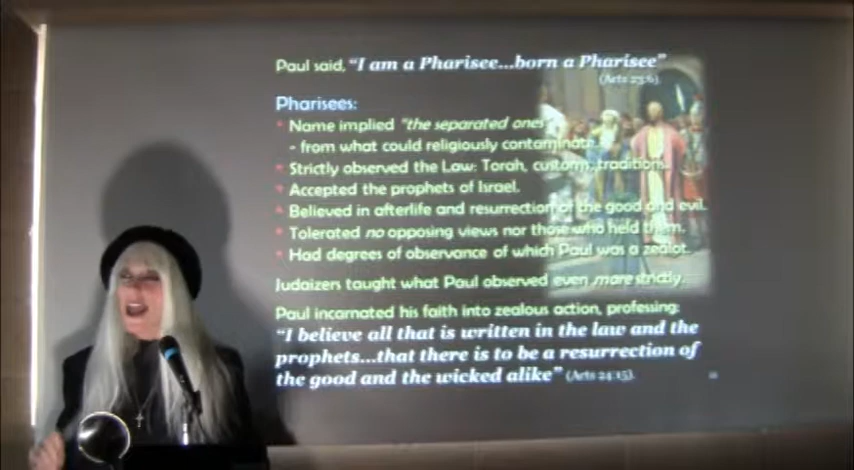 Paul said, "I am a Pharisee...born a Pharisee"
(Acts 23:6).
Pharisees:
* Name implied "the separated ones"
- from what could religiously contaminate.
* Strictly observed the Law: Torah, customs, traditions.
* Accepted the prophets of Israel.
* Believed in afterlife and resurrection of the good and evil.
* Tolerated no opposing views nor those who held them.
* Had degrees of observance of which Paul was a zealot.
Judaizers taught what Paul observed even more strictly.
Paul incarnated his faith into zealous action, professing:
"I believe all that is written in the law and the
prophets...that there is to be a resurrection of
the good and the wicked alike" (Acts 24:15).